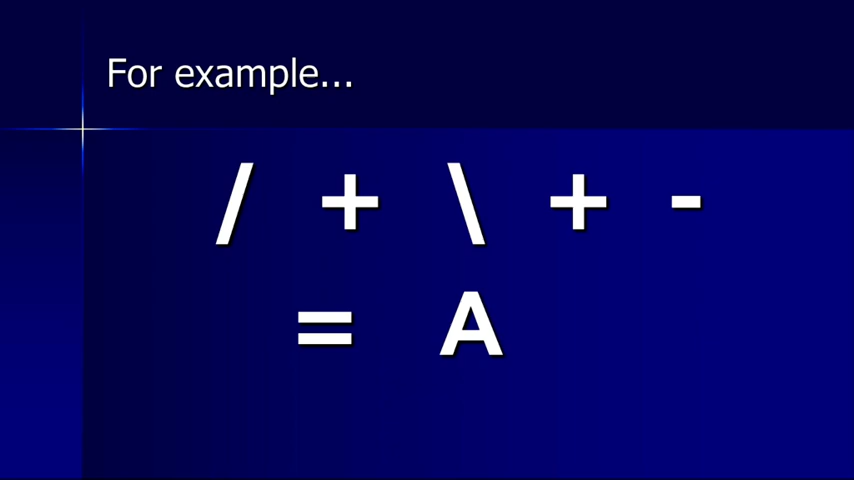 For example...
/ + \ + -
= A